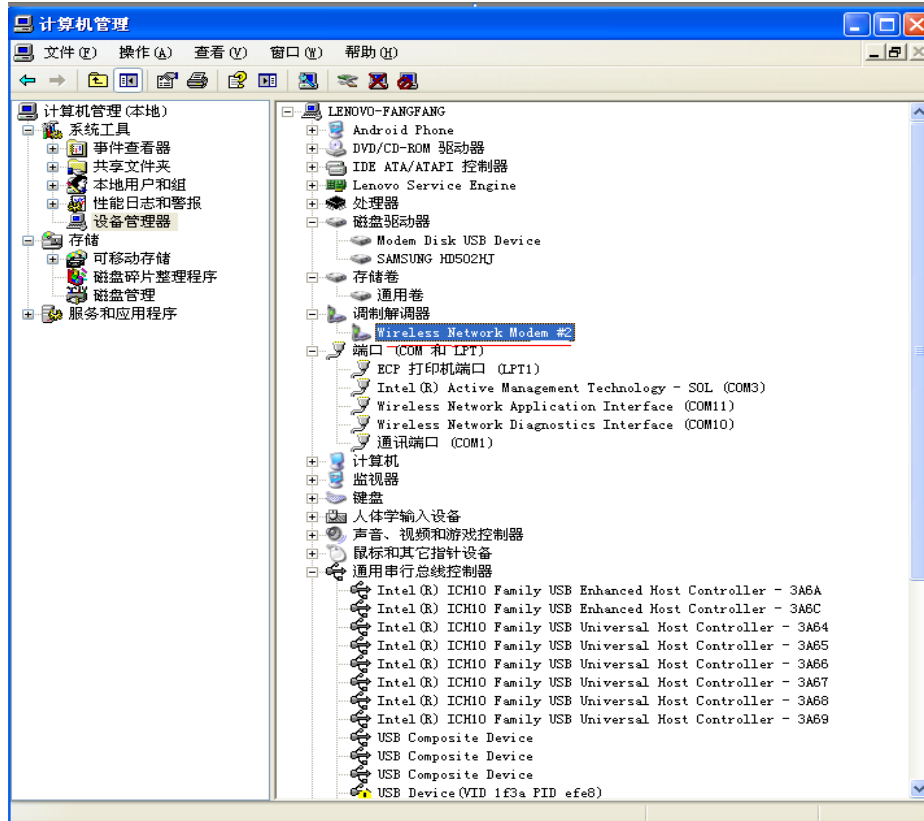 计算机管理
文件(F) 操作(A) 查看(V) 窗口(W) 帮助(H)
计算机管理(本地)
系统工具
事件查看器
共享文件夹
本地用户和组
性能日志和警报
设备管理器
存储
可移动存储
磁盘碎片整理程序
磁盘管理
服务和应用程序
LENOVO-FANGFANG
Android Phone
DVD/CD-ROM 驱动器
IDE ATA/ATAPI 控制器
Lenovo Service Engine
处理器
磁盘驱动器
Modem Disk USB Device
SAMSUNG HD502HJ
存储卷
通用卷
调制解调器
Wireless Network Modem #2
端口 (COM 和 LPT)
ECP 打印机端口 (LPT1)
Intel(R) Active Management Technology - SOL (COM3)
Wireless Network Application Interface (COM11)
Wireless Network Diagnostics Interface (COM10)
通讯端口 (COM1)
计算机
监视器
键盘
人体学输入设备
声音、视频和游戏控制器
鼠标和其它指针设备
通用串行总线控制器
Intel(R) ICH10 Family USB Enhanced Host Controller - 3A6A
Intel(R) ICH10 Family USB Enhanced Host Controller - 3A6C
Intel(R) ICH10 Family USB Universal Host Controller - 3A64
Intel(R) ICH10 Family USB Universal Host Controller - 3A65
Intel(R) ICH10 Family USB Universal Host Controller - 3A66
Intel(R) ICH10 Family USB Universal Host Controller - 3A67
Intel(R) ICH10 Family USB Universal Host Controller - 3A68
Intel(R) ICH10 Family USB Universal Host Controller - 3A69
USB Composite Device
USB Composite Device
USB Composite Device
USB Device(VID 1f3a PID efe8)